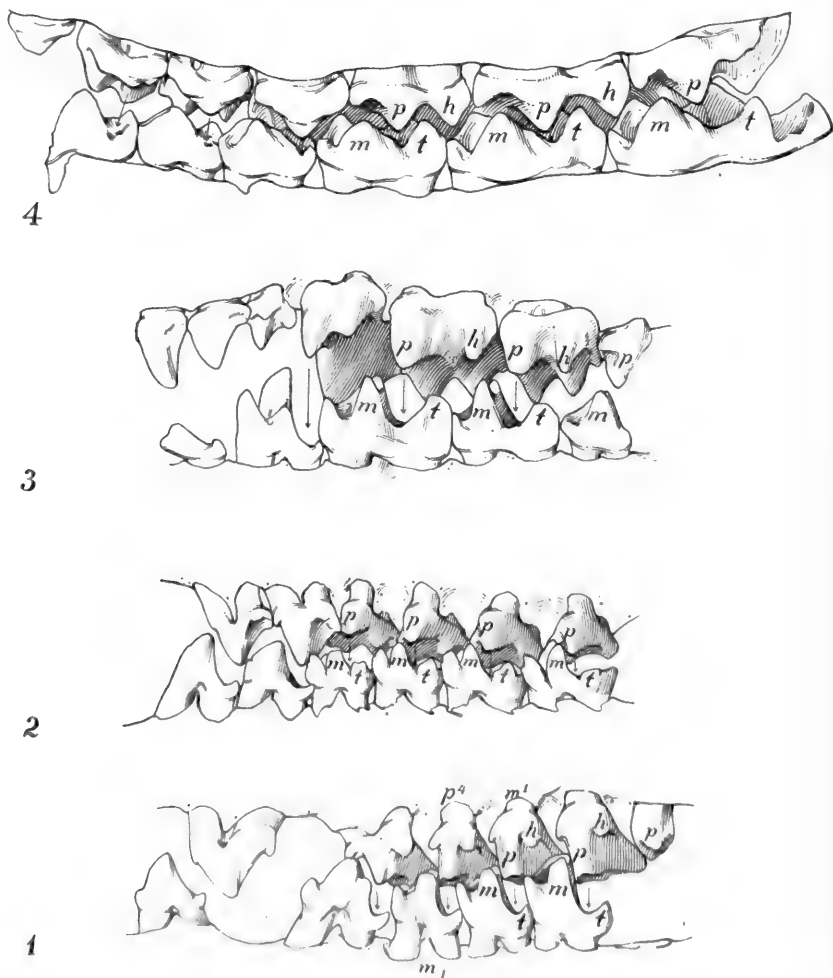 p h p h p
m t m t m t
4
p h p h p
m t m t m
3
p p p p
m t m t m t
2
p⁴ m¹
h h
p p p
m m
t t
1
m₁